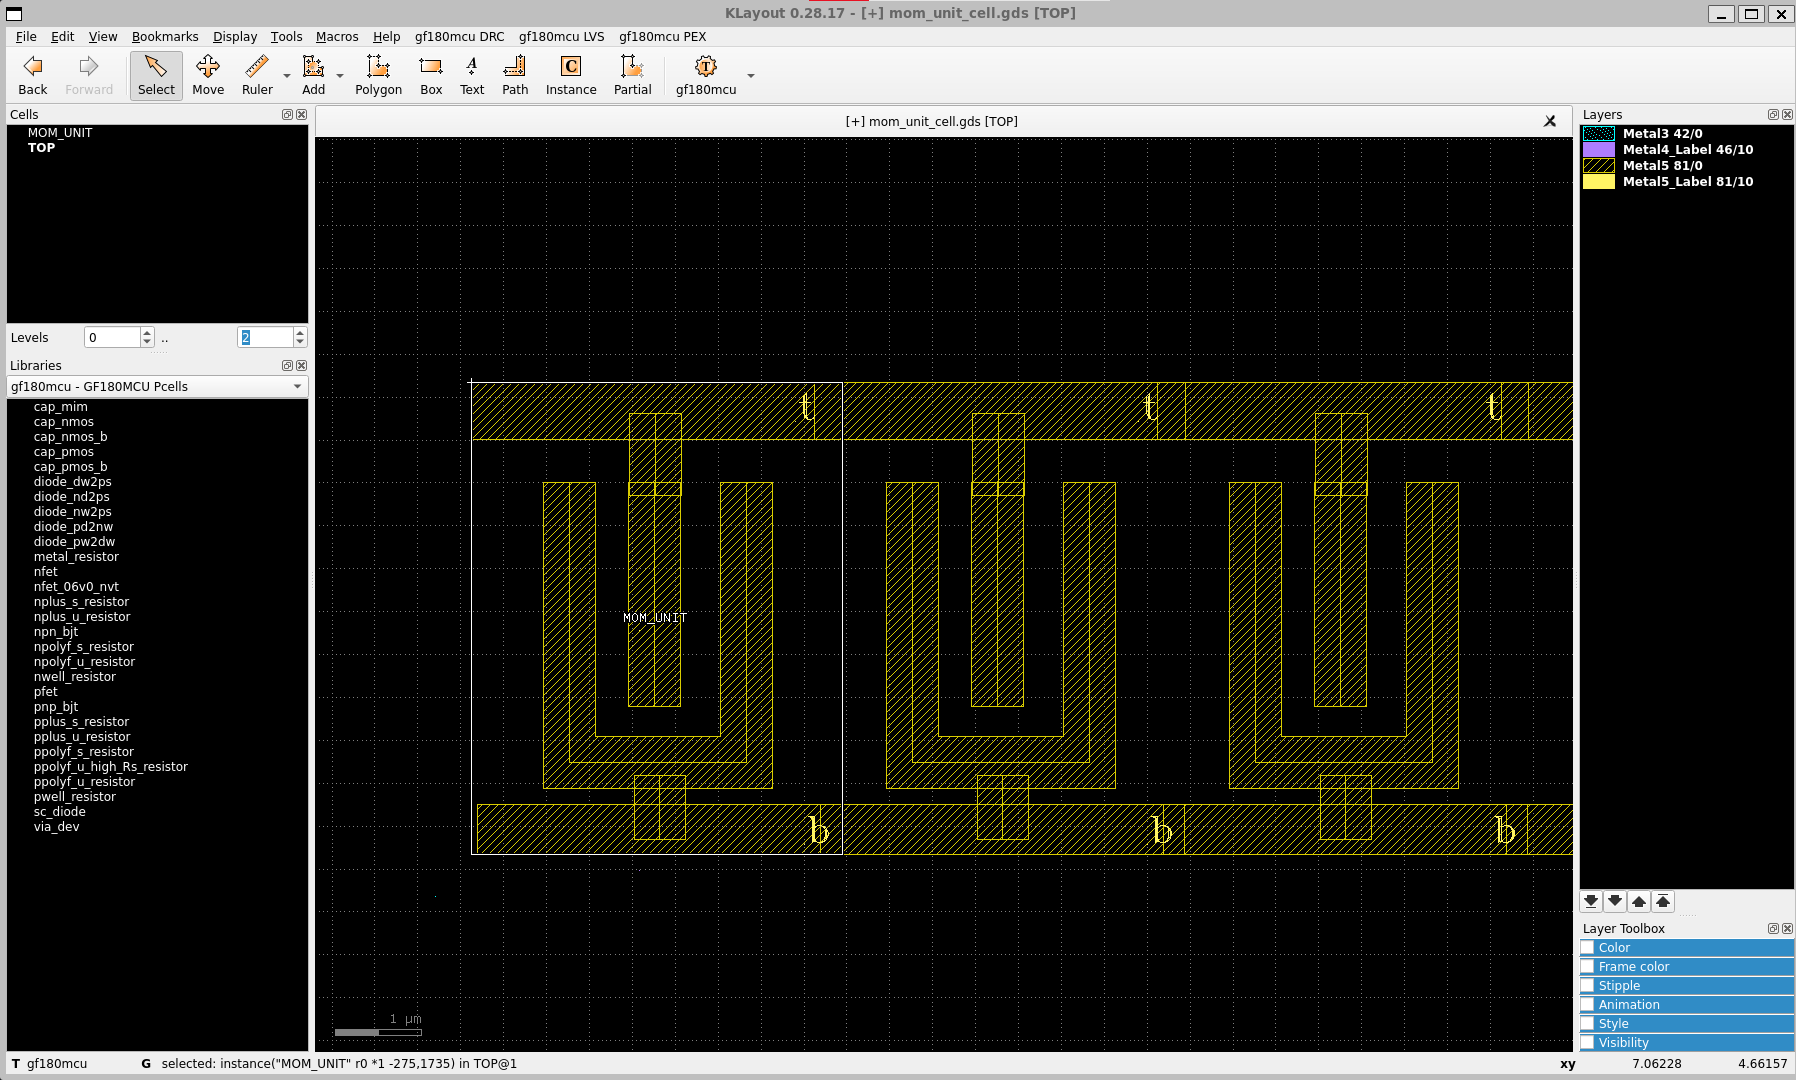 KLayout 0.28.17 - [+] mom_unit_cell.gds [TOP]
File Edit View Bookmarks Display Tools Macros Help gf180mcu DRC gf180mcu LVS gf180mcu PEX
Back Forward Select Move Ruler Add Polygon Box Text Path Instance Partial gf180mcu
Cells
MOM_UNIT
TOP
Levels 0 .. 2
Libraries
gf180mcu - GF180MCU Pcells
cap_mim
cap_nmos
cap_nmos_b
cap_pmos
cap_pmos_b
diode_dw2ps
diode_nd2ps
diode_nw2ps
diode_pd2nw
diode_pw2dw
metal_resistor
nfet
nfet_06v0_nvt
nplus_s_resistor
nplus_u_resistor
npn_bjt
npolyf_s_resistor
npolyf_u_resistor
nwell_resistor
pfet
pnp_bjt
pplus_s_resistor
pplus_u_resistor
ppolyf_s_resistor
ppolyf_u_high_Rs_resistor
ppolyf_u_resistor
pwell_resistor
sc_diode
via_dev
[+] mom_unit_cell.gds [TOP]
t t t
MOM_UNIT
b b b
1 µm
Layers
Metal3 42/0
Metal4_Label 46/10
Metal5 81/0
Metal5_Label 81/10
Layer Toolbox
Color
Frame color
Stipple
Animation
Style
Visibility
T gf180mcu G selected: instance("MOM_UNIT" r0 *1 -275,1735) in TOP@1 xy 7.06228 4.66157